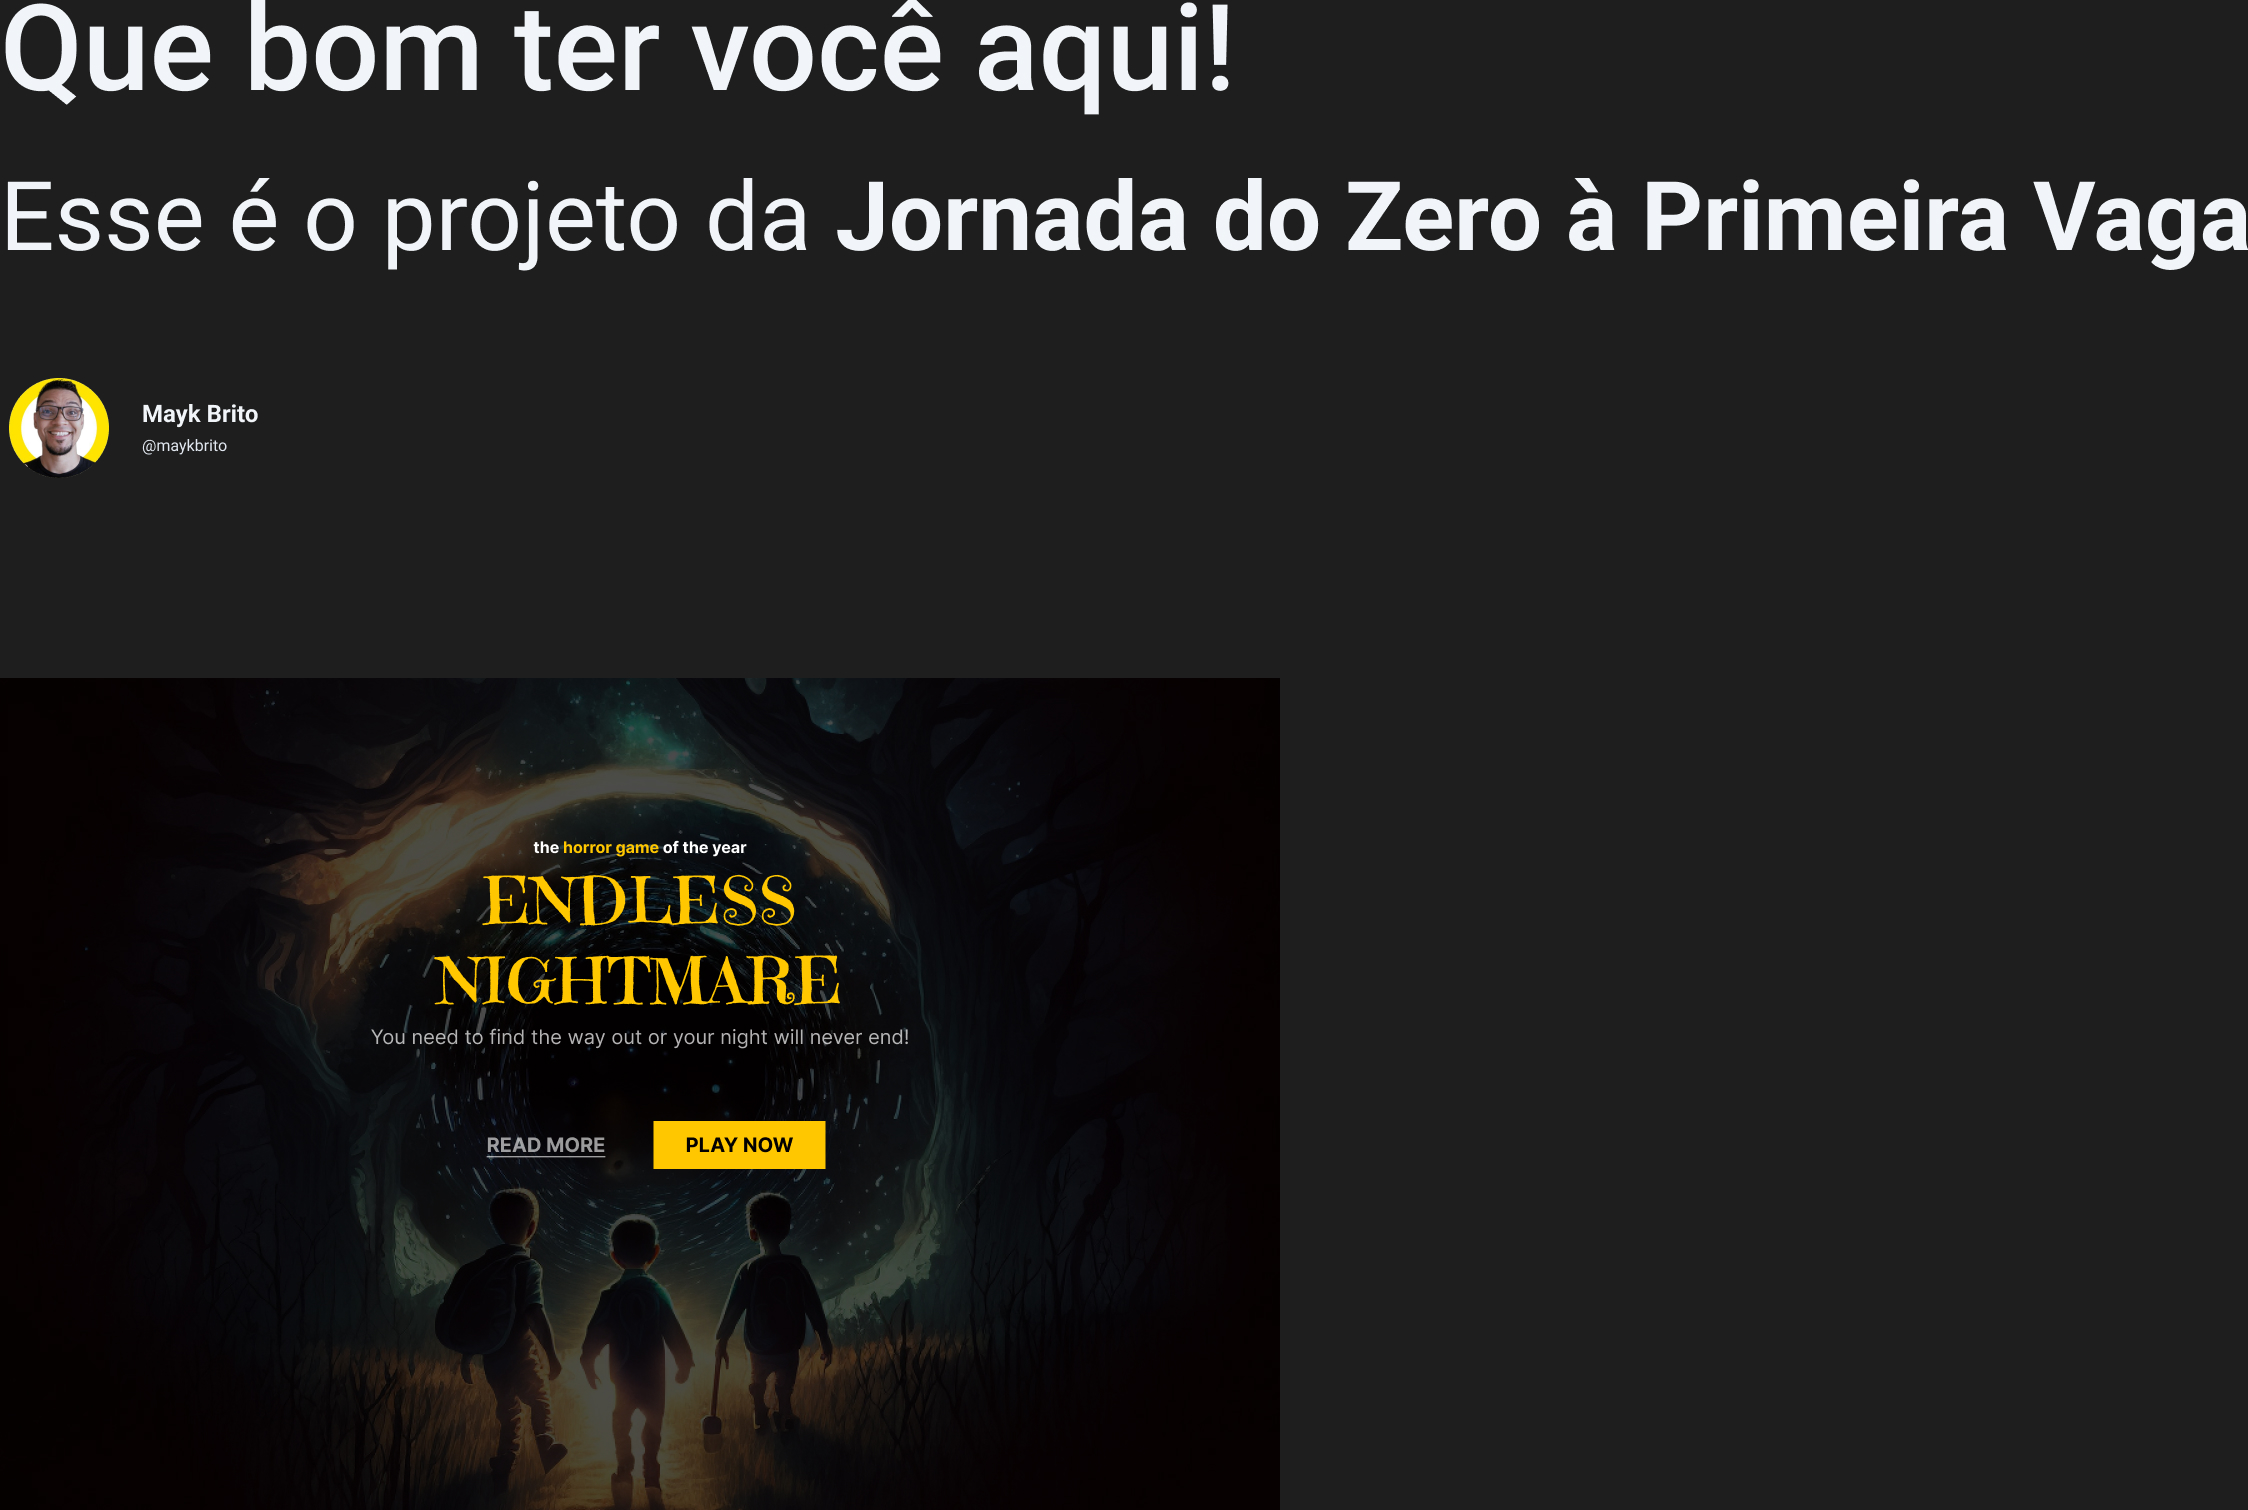 Que bom ter você aqui!
Esse é o projeto da Jornada do Zero à Primeira Vaga
Mayk Brito
@maykbrito
the horror game of the year
ENDLESS
NIGHTMARE
You need to find the way out or your night will never end!
READ MORE
PLAY NOW